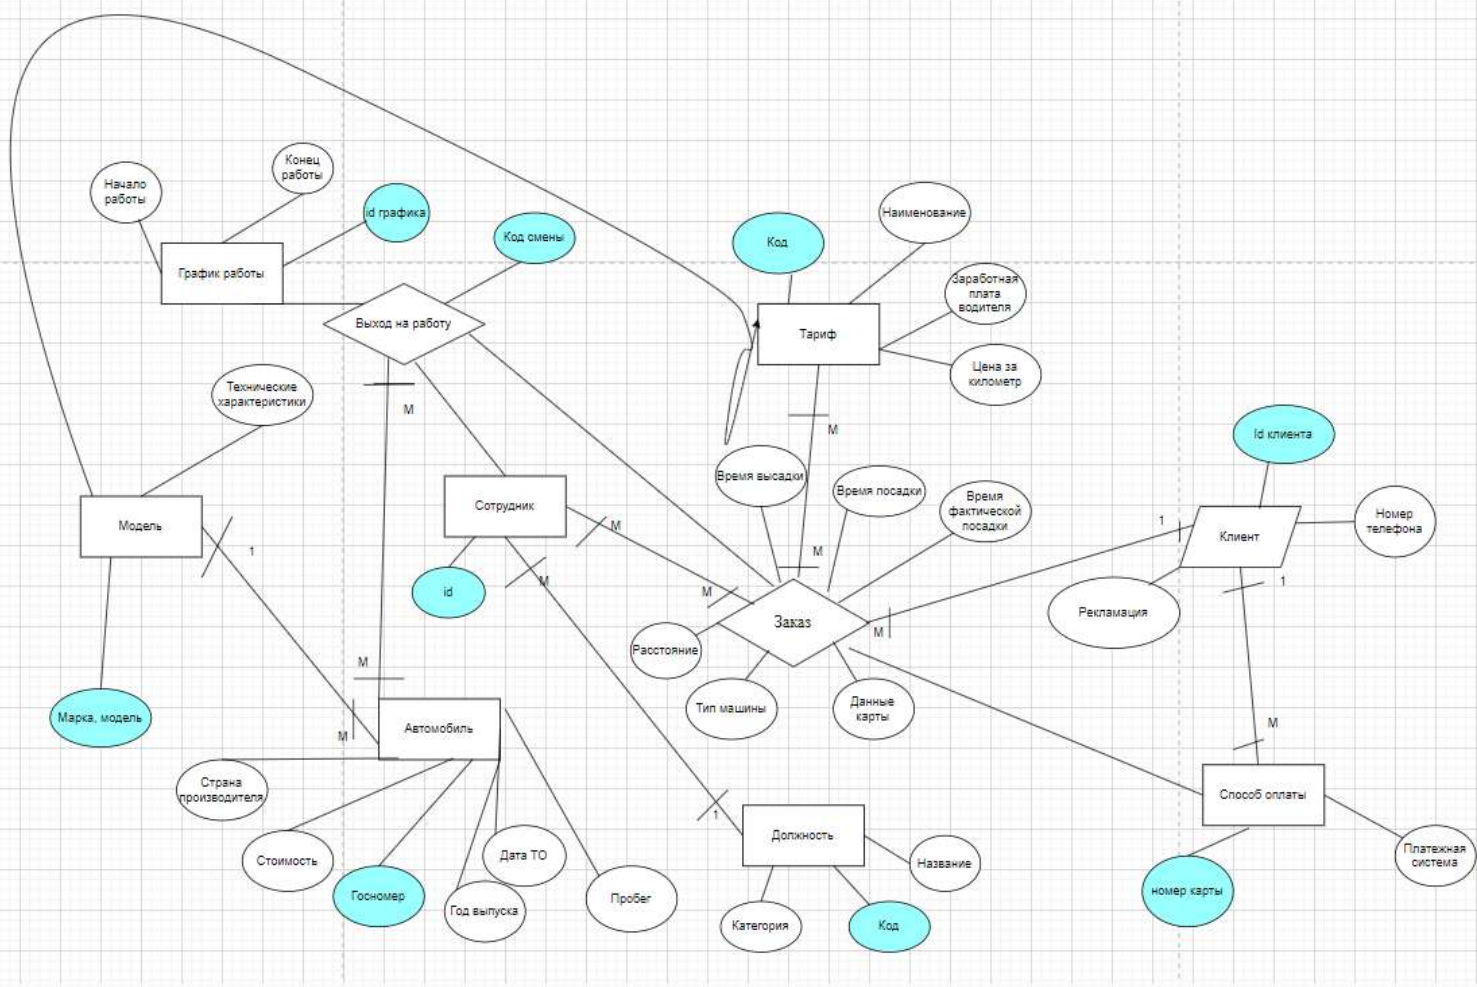 Конец
работы
Начало
работы
id графика
Код смены
График работы
Выход на работу
Наименование
Код
Заработная
плата
водителя
Тариф
Цена за
километр
Технические
характеристики
М
М
Id клиента
Время высадки
Время посадки
Время
фактической
посадки
Модель
Сотрудник
М
1
Клиент
Номер
телефона
1
М
М
1
id
М
Рекламация
Заказ
М
Расстояние
М
Тип машины
Данные
карты
Марка, модель
М
М
Автомобиль
Страна
производителя
Способ оплаты
1
Должность
Стоимость
Дата ТО
Название
Платежная
система
Госномер
Год выпуска
Пробег
номер карты
Категория
Код